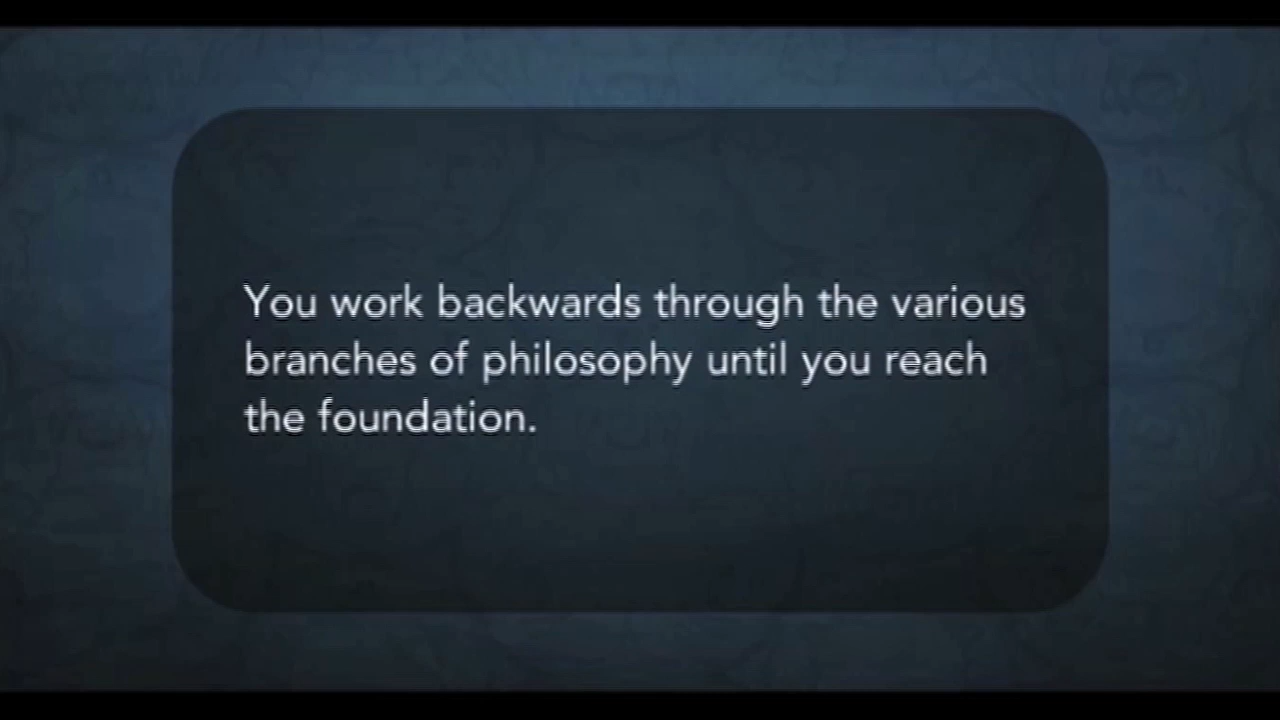 You work backwards through the various
branches of philosophy until you reach
the foundation.